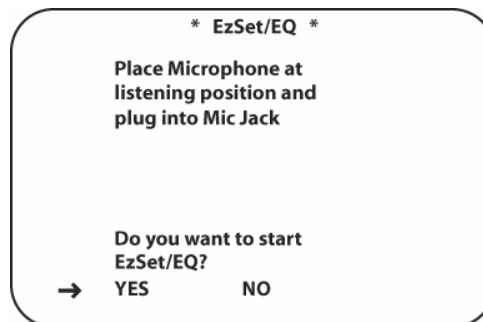 * EzSet/EQ *
Place Microphone at
listening position and
plug into Mic Jack
Do you want to start
EzSet/EQ?
→ YES NO